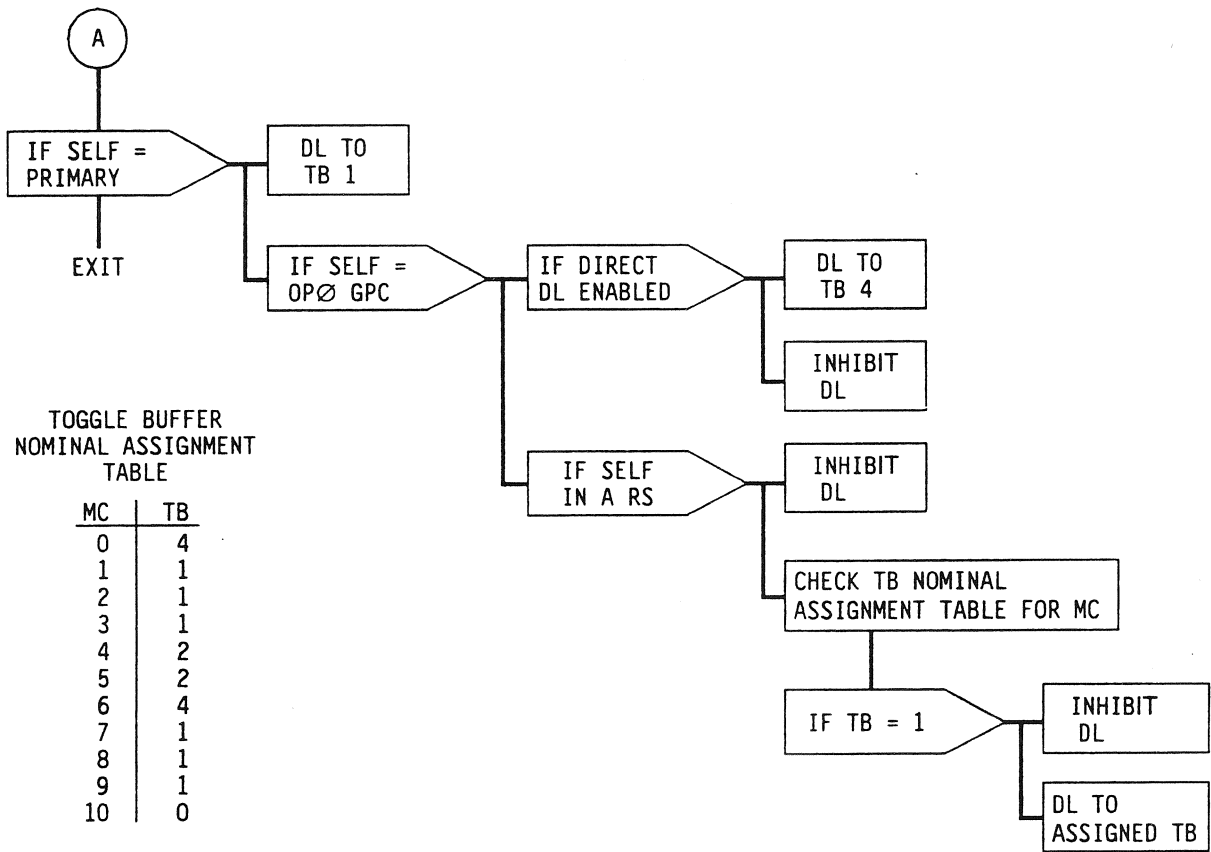 A
IF SELF =
PRIMARY
DL TO
TB 1
EXIT
IF SELF =
OPØ GPC
IF DIRECT
DL ENABLED
DL TO
TB 4
INHIBIT
DL
IF SELF
IN A RS
INHIBIT
DL
CHECK TB NOMINAL
ASSIGNMENT TABLE FOR MC
IF TB = 1
INHIBIT
DL
DL TO
ASSIGNED TB
TOGGLE BUFFER
NOMINAL ASSIGNMENT
TABLE
MC TB
0 4
1 1
2 1
3 1
4 2
5 2
6 4
7 1
8 1
9 1
10 0